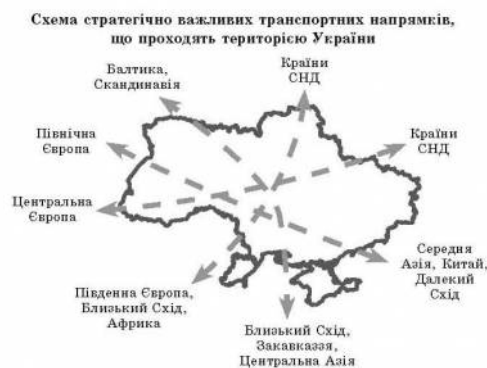 Схема стратегічно важливих транспортних напрямків,
що проходять територією України
Балтика,
Скандинавія
Країни
СНД
Північна
Європа
Країни
СНД
Центральна
Європа
Середня
Азія, Китай,
Далекий
Схід
Південна Європа,
Близький Схід,
Африка
Близький Схід,
Закавказзя,
Центральна Азія